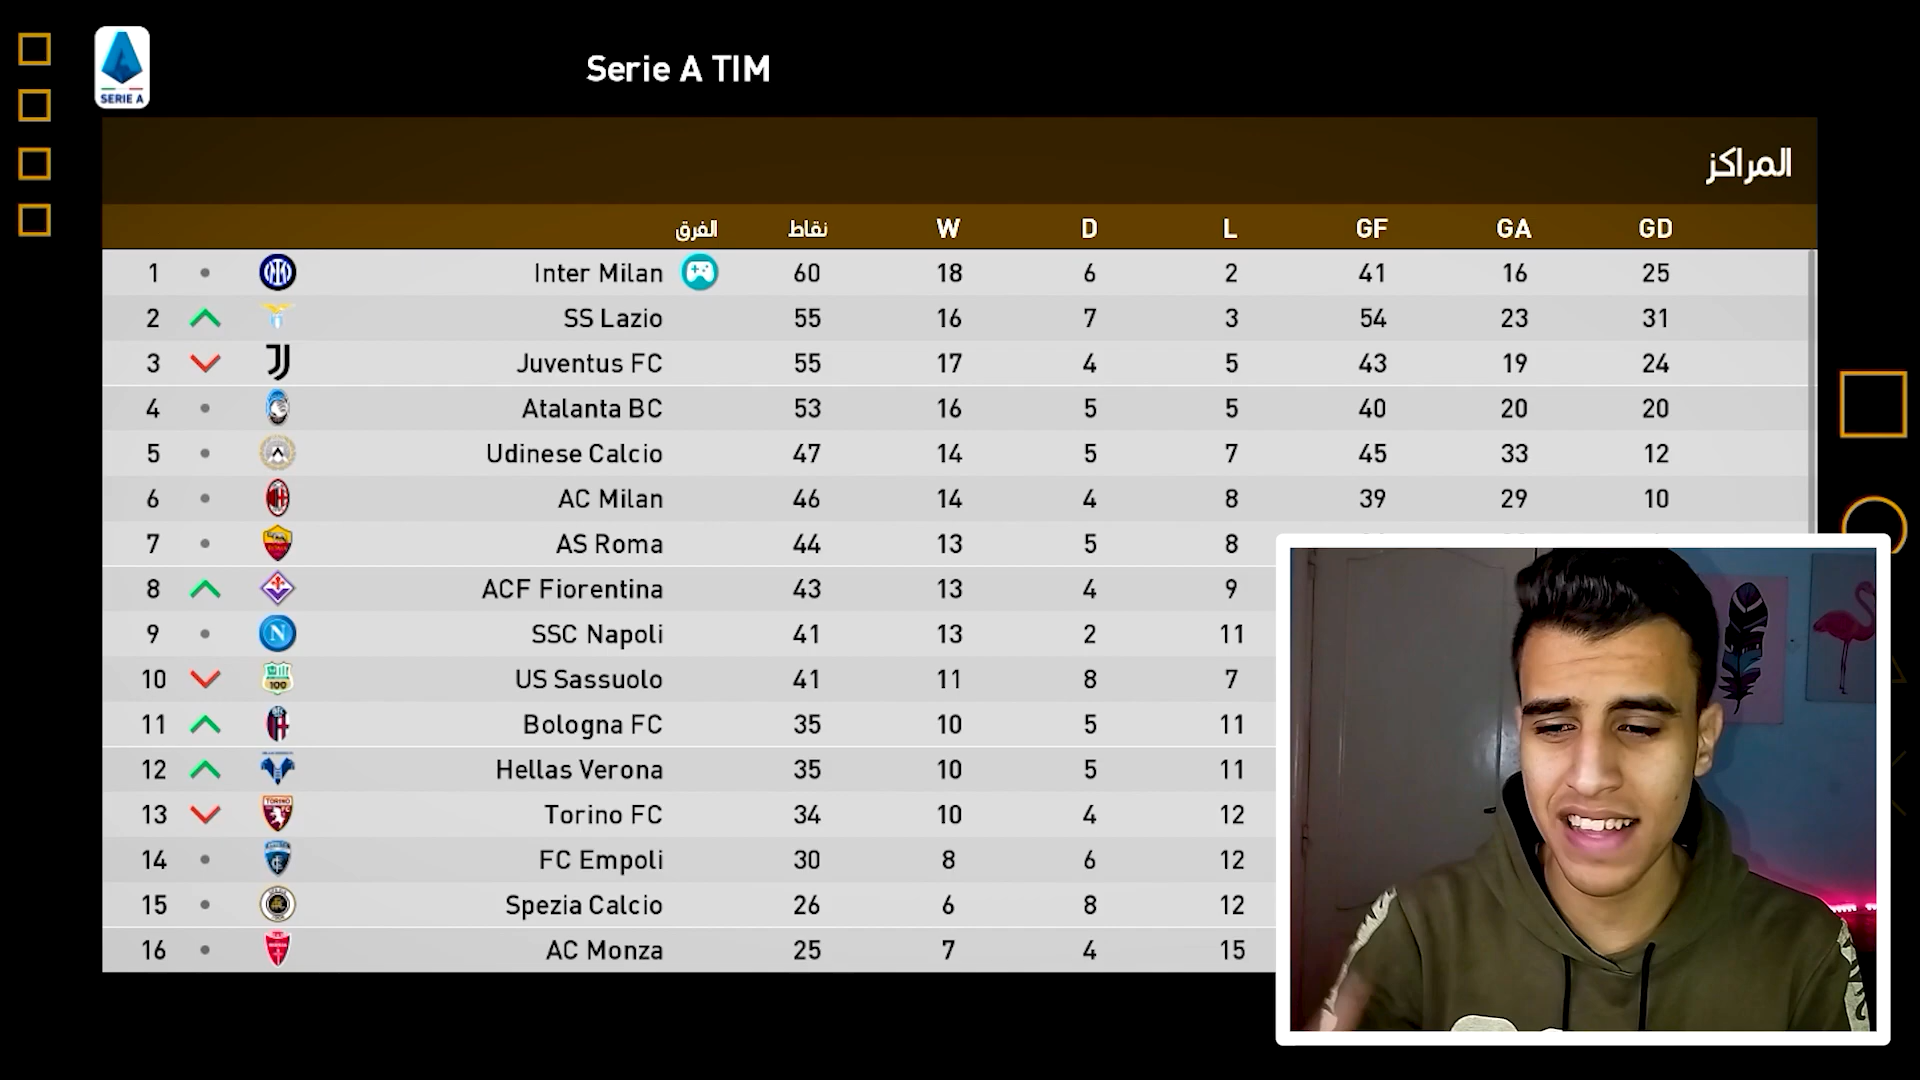 SERIE A
Serie A TIM
المراكز
الفرق نقاط W D L GF GA GD
1 Inter Milan 60 18 6 2 41 16 25
2 SS Lazio 55 16 7 3 54 23 31
3 Juventus FC 55 17 4 5 43 19 24
4 Atalanta BC 53 16 5 5 40 20 20
5 Udinese Calcio 47 14 5 7 45 33 12
6 AC Milan 46 14 4 8 39 29 10
7 AS Roma 44 13 5 8
8 ACF Fiorentina 43 13 4 9
9 SSC Napoli 41 13 2 11
10 US Sassuolo 41 11 8 7
11 Bologna FC 35 10 5 11
12 Hellas Verona 35 10 5 11
13 Torino FC 34 10 4 12
14 FC Empoli 30 8 6 12
15 Spezia Calcio 26 6 8 12
16 AC Monza 25 7 4 15